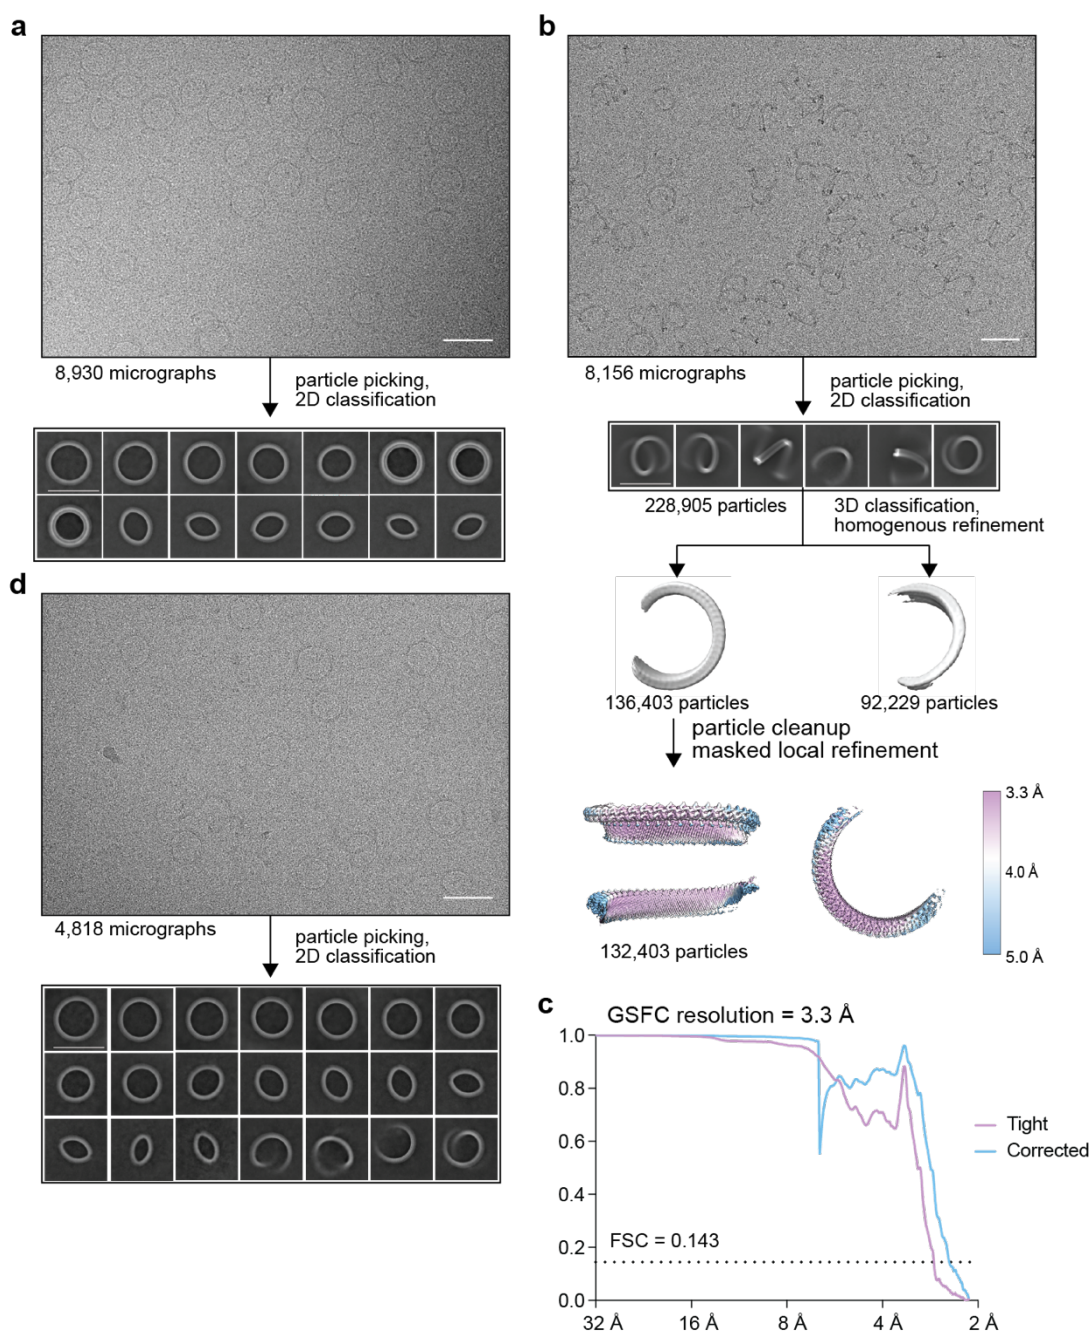 a
8,930 micrographs
particle picking,
2D classification
b
8,156 micrographs
particle picking,
2D classification
228,905 particles
3D classification,
homogenous refinement
136,403 particles
92,229 particles
particle cleanup
masked local refinement
3.3 Å
4.0 Å
5.0 Å
132,403 particles
d
4,818 micrographs
particle picking,
2D classification
c
GSFC resolution = 3.3 Å
1.0
0.8
0.6
0.4
0.2
0.0
Tight
Corrected
FSC = 0.143
32 Å
16 Å
8 Å
4 Å
2 Å